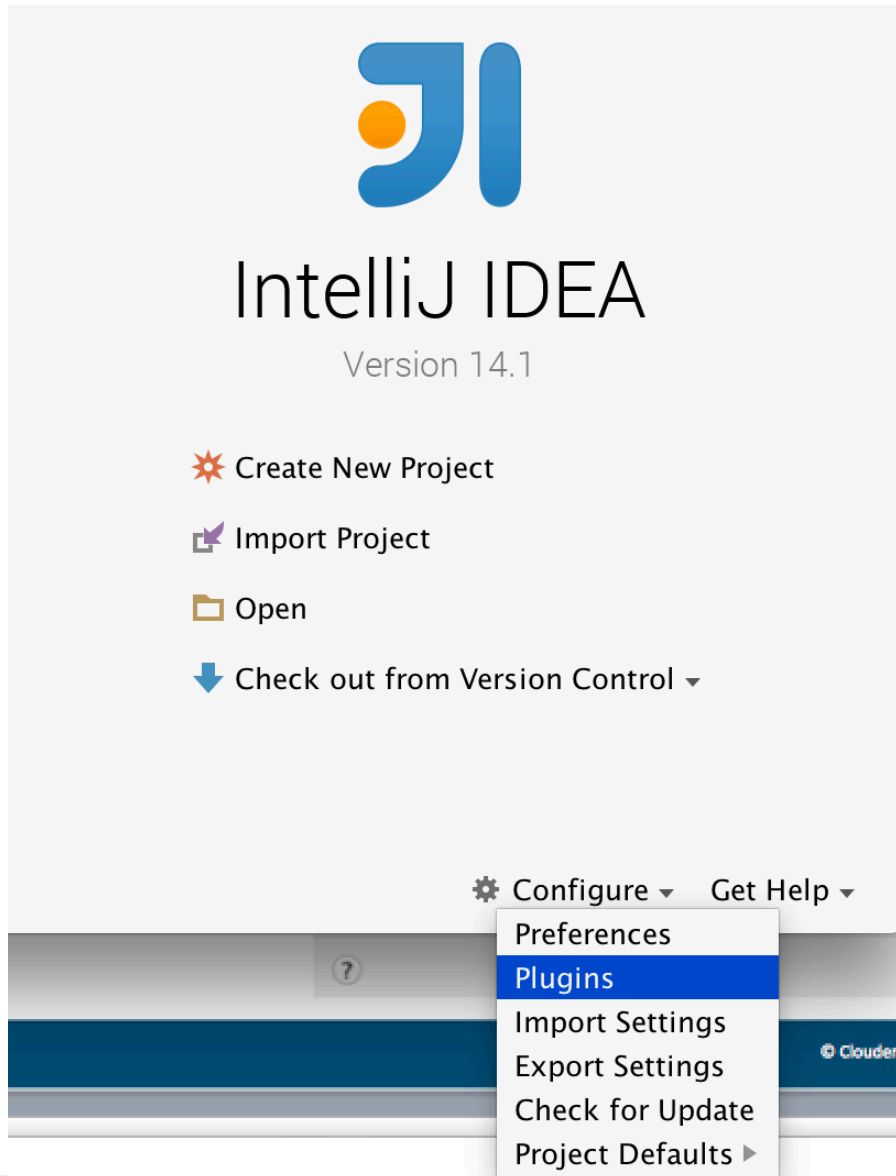 IntelliJ IDEA
Version 14.1
Create New Project
Import Project
Open
Check out from Version Control
Configure
Get Help
Preferences
?
Plugins
Import Settings
©
Export Settings
Check for Update
Project Defaults